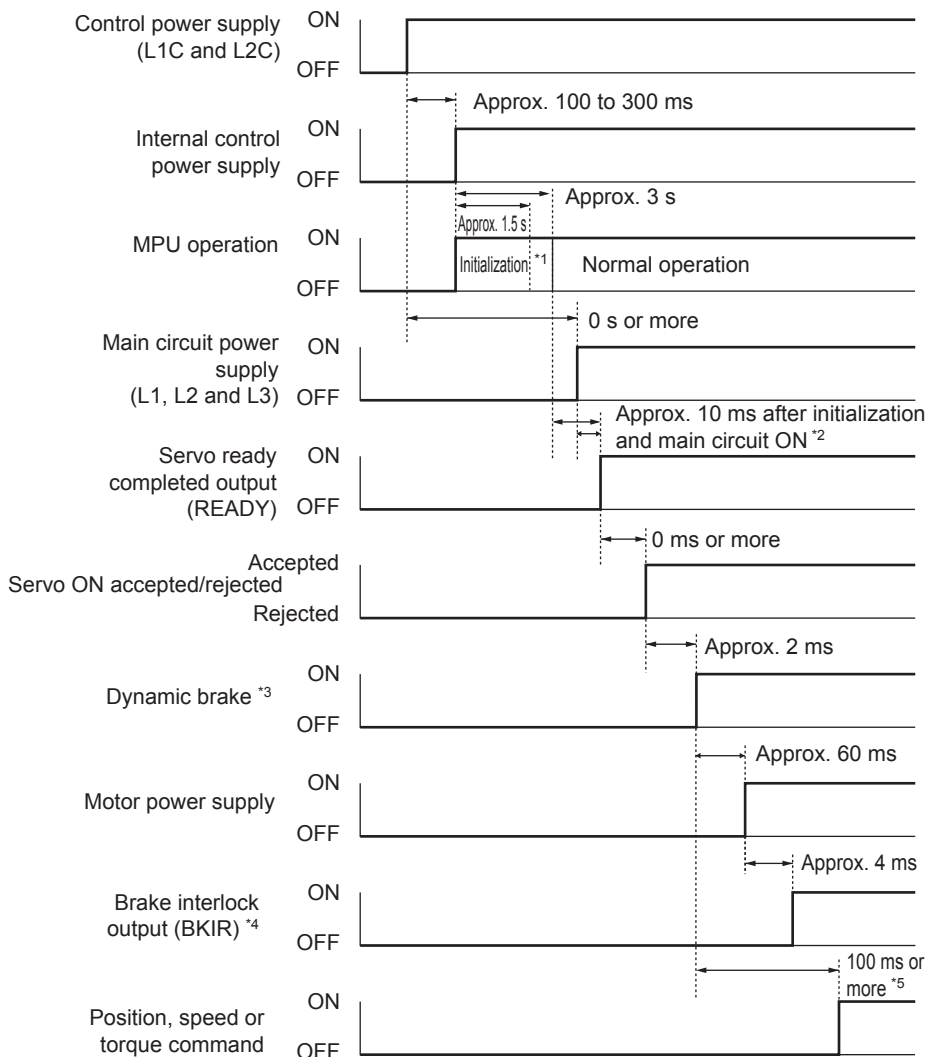 Control power supply
(L1C and L2C)
ON
OFF
Approx. 100 to 300 ms
Internal control
power supply
ON
OFF
Approx. 3 s
Approx. 1.5 s
MPU operation
ON
OFF
Initialization
*1
Normal operation
0 s or more
Main circuit power
supply
(L1, L2 and L3)
ON
OFF
Approx. 10 ms after initialization
and main circuit ON *2
Servo ready
completed output
(READY)
ON
OFF
0 ms or more
Servo ON accepted/rejected
Accepted
Rejected
Approx. 2 ms
Dynamic brake *3
ON
OFF
Approx. 60 ms
Motor power supply
ON
OFF
Approx. 4 ms
Brake interlock
output (BKIR) *4
ON
OFF
100 ms or
more *5
Position, speed or
torque command
ON
OFF